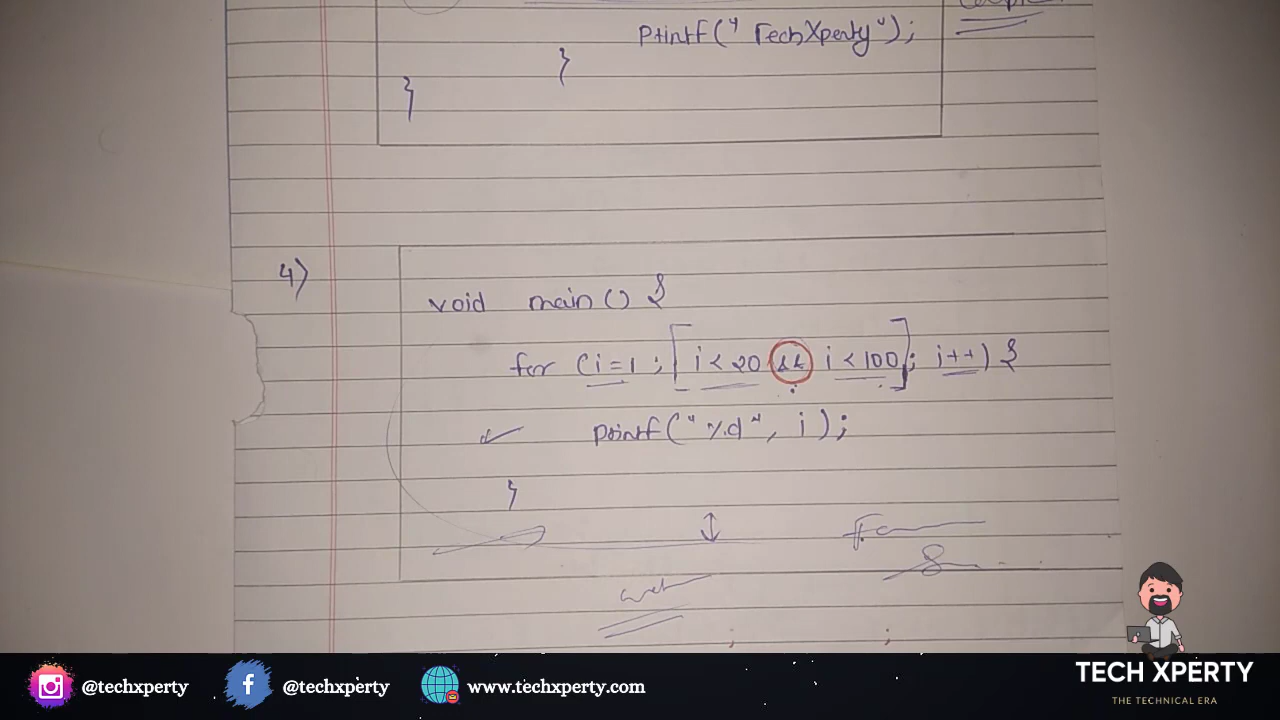 printf("TechXperty");
}
}
4)
void main() {
for (i=1; [i<20 && i<100]; i++) {
printf("%d", i);
}
@techxperty @techxperty www.techxperty.com
TECH XPERTY
THE TECHNICAL ERA